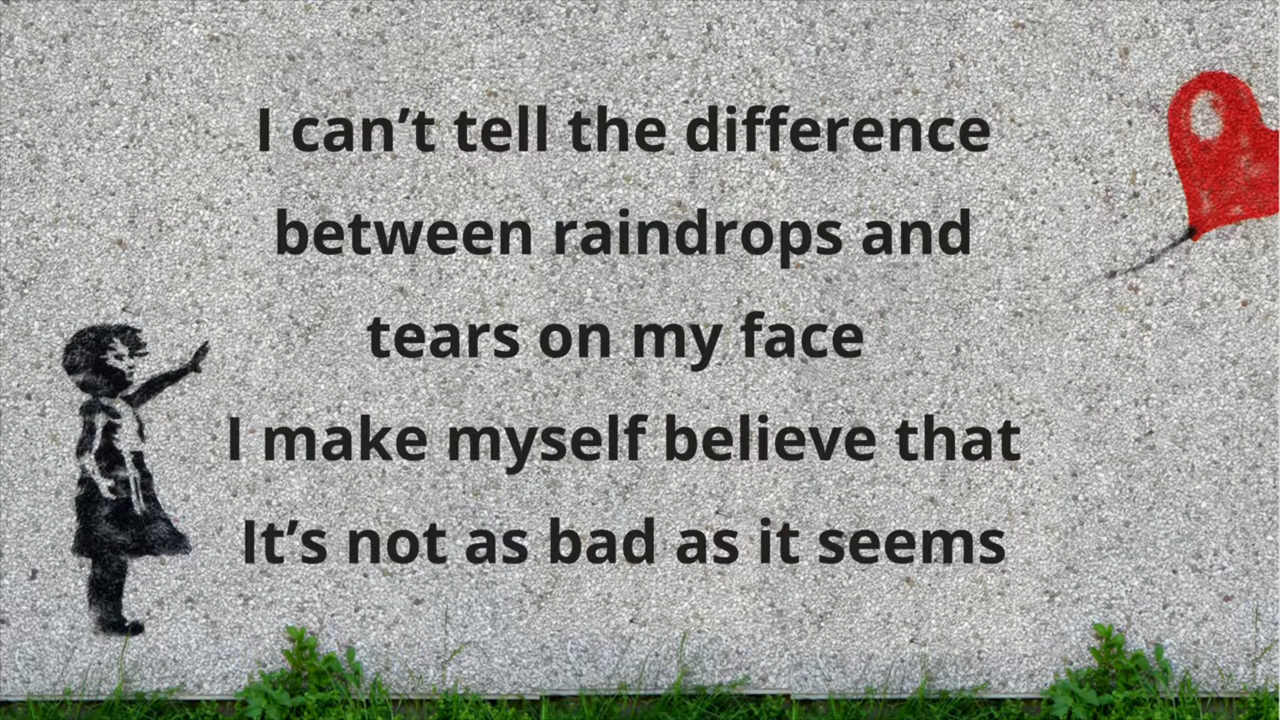 I can’t tell the difference
between raindrops and
tears on my face
I make myself believe that
It’s not as bad as it seems